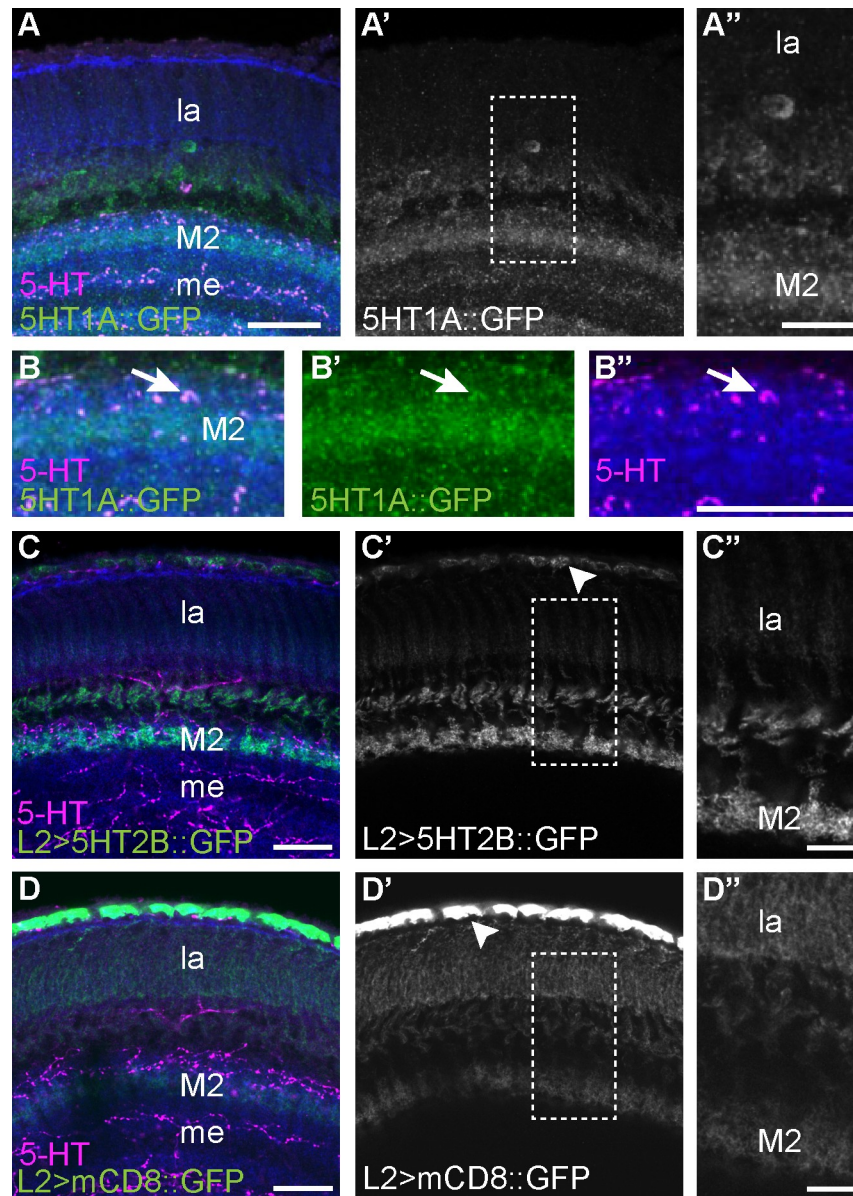 A
la
M2
me
5-HT
5HT1A::GFP
A'
5HT1A::GFP
A"
la
M2
B
M2
5-HT
5HT1A::GFP
B'
5HT1A::GFP
B"
5-HT
C
la
M2
me
5-HT
L2>5HT2B::GFP
C'
L2>5HT2B::GFP
C"
la
M2
D
la
M2
me
5-HT
L2>mCD8::GFP
D'
L2>mCD8::GFP
D"
la
M2